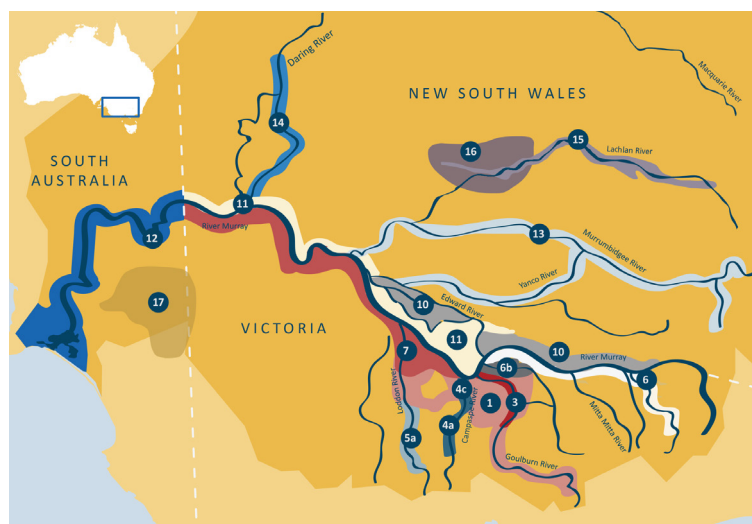 Daring River
Macquarie River
NEW SOUTH WALES
14
SOUTH
AUSTRALIA
16
15
Lachlan River
11
River Murray
12
13
Murrumbidgee River
17
Yanco River
10
Edward River
VICTORIA
11
10
River Murray
7
6b
6
4c
1
3
Loddon River
Campaspe River
Mitta Mitta River
4a
5a
Goulburn River